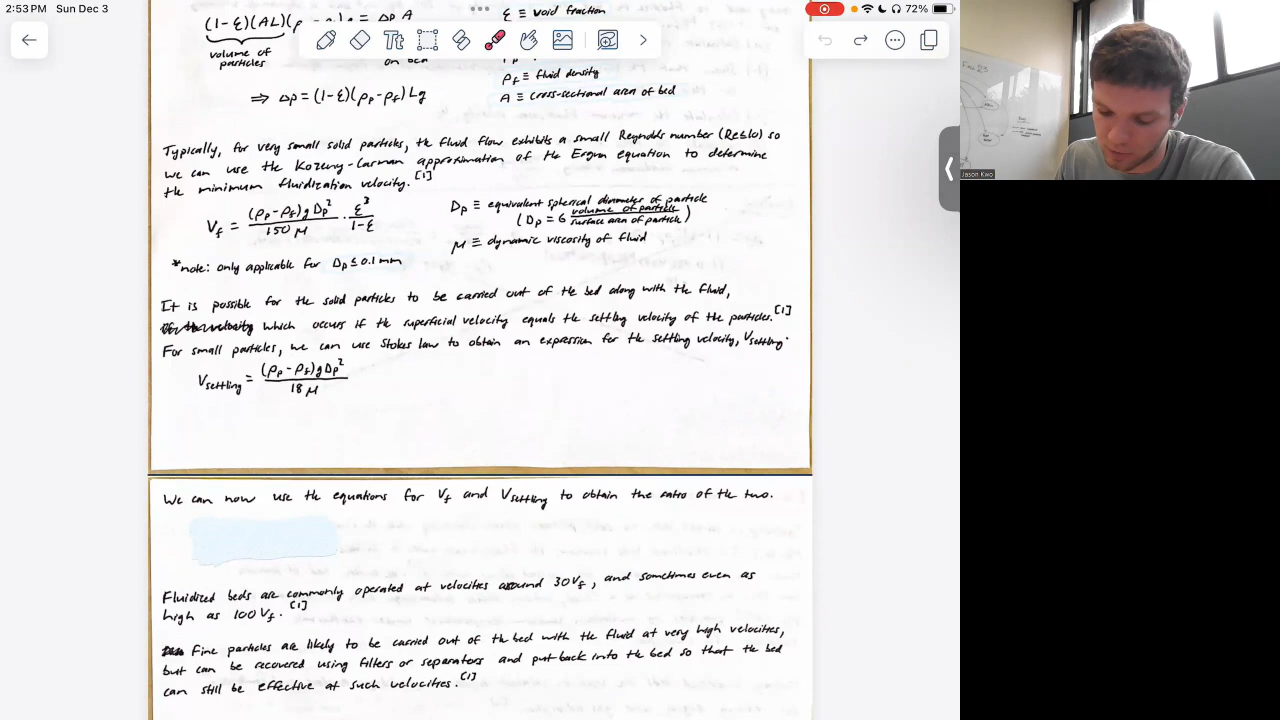 2:53 PM Sun Dec 3
72%
(1-ε)(AL)(ρ = Δp A
ε ≡ void fraction
volume of
particles
on bed
ρf ≡ fluid density
⇒ Δp = (1-ε)(ρp-ρf)Lg
A ≡ cross-sectional area of bed
Typically, for very small solid particles, the fluid flow exhibits a small Reynolds number (Re≤10) so
we can use the Kozeny-Carman approximation of the Ergun equation to determine
the minimum fluidization velocity.[1]
Vf = (ρp-ρf)gDp²/150μ · ε³/1-ε
Dp ≡ equivalent spherical diameter of particle
(Dp = 6 volume of particle/surface area of particle)
μ ≡ dynamic viscosity of fluid
*note: only applicable for Dp ≤ 0.1mm
It is possible for the solid particles to be carried out of the bed along with the fluid,
which occurs if the superficial velocity equals the settling velocity of the particles.[1]
For small particles, we can use Stokes law to obtain an expression for the settling velocity, Vsettling.
Vsettling = (ρp-ρf)gDp²/18μ
We can now use the equations for Vf and Vsettling to obtain the ratio of the two.
Fluidized beds are commonly operated at velocities around 30Vf, and sometimes even as
high as 100Vf.[1]
Fine particles are likely to be carried out of the bed with the fluid at very high velocities,
but can be recovered using filters or separators and put back into the bed so that the bed
can still be effective at such velocities.[1]
Tt
Jason Kwo